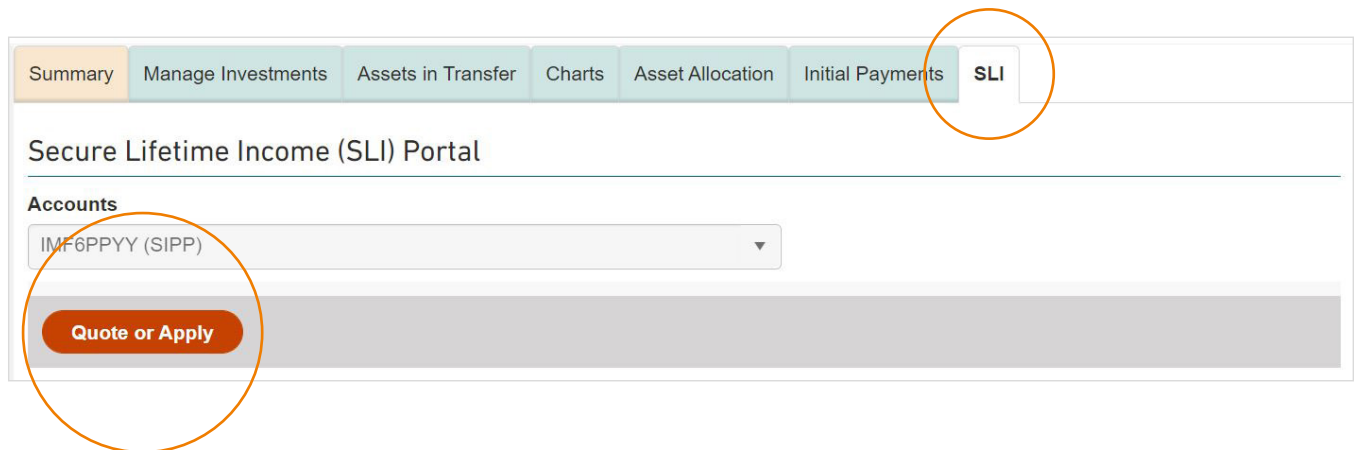 Summary Manage Investments Assets in Transfer Charts Asset Allocation Initial Payments SLI
Secure Lifetime Income (SLI) Portal
Accounts
IMF6PPYY (SIPP)
Quote or Apply